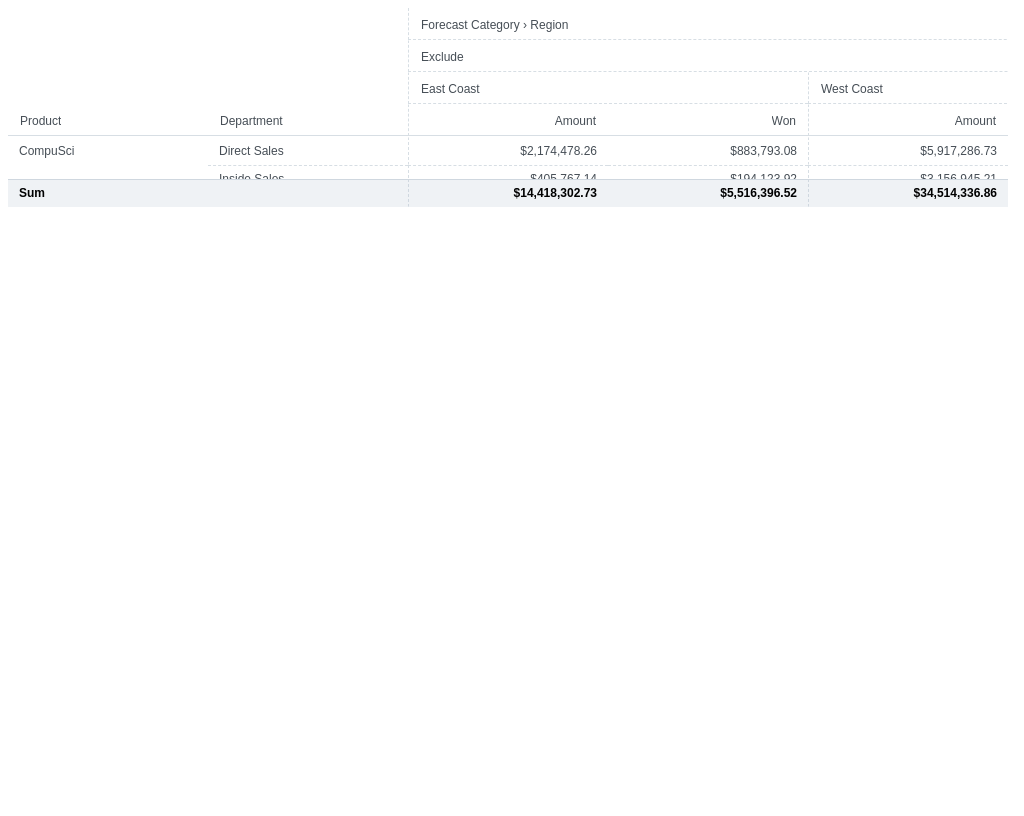 Forecast Category › Region
Exclude
East Coast West Coast
Product Department Amount Won Amount
CompuSci Direct Sales $2,174,478.26 $883,793.08 $5,917,286.73
Inside Sales $405,767.14 $194,123.92 $3,156,945.21
Sum $14,418,302.73 $5,516,396.52 $34,514,336.86